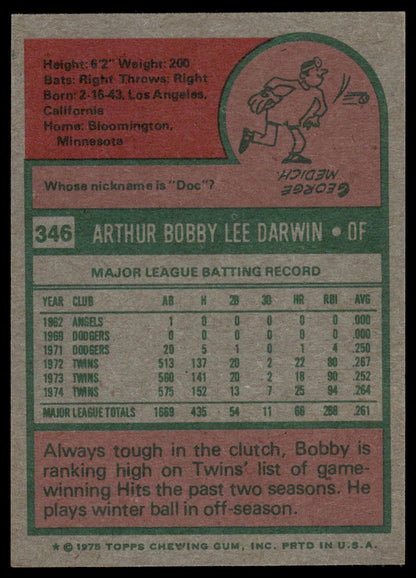 Height: 6'2" Weight: 200
Bats: Right Throws: Right
Born: 2-16-43, Los Angeles,
California
Home: Bloomington,
Minnesota
GEORGE
MEDICH
Whose nickname is "Doc"?
346 ARTHUR BOBBY LEE DARWIN • OF
MAJOR LEAGUE BATTING RECORD
YEAR CLUB AB H 2B 3B HR RBI AVG
1962 ANGELS 1 0 0 0 0 0 .000
1969 DODGERS 0 0 0 0 0 0 .000
1971 DODGERS 20 5 1 0 1 4 .250
1972 TWINS 513 137 20 2 22 80 .267
1973 TWINS 560 141 20 2 18 90 .252
1974 TWINS 575 152 13 7 25 94 .264
MAJOR LEAGUE TOTALS 1669 435 54 11 66 268 .261
Always tough in the clutch, Bobby is
ranking high on Twins' list of game-
winning Hits the past two seasons. He
plays winter ball in off-season.
★ © 1975 TOPPS CHEWING GUM, INC. PRTD IN U.S.A.